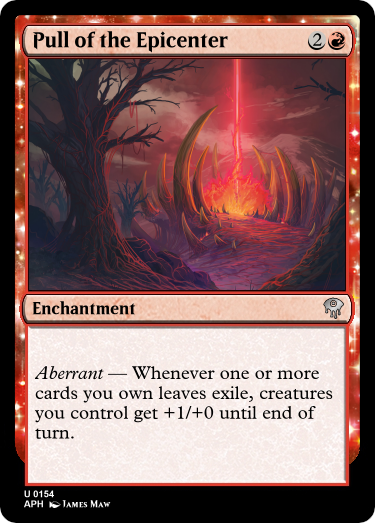 Pull of the Epicenter 2
Enchantment
Aberrant — Whenever one or more
cards you own leaves exile, creatures
you control get +1/+0 until end of
turn.
U 0154
APH James Maw